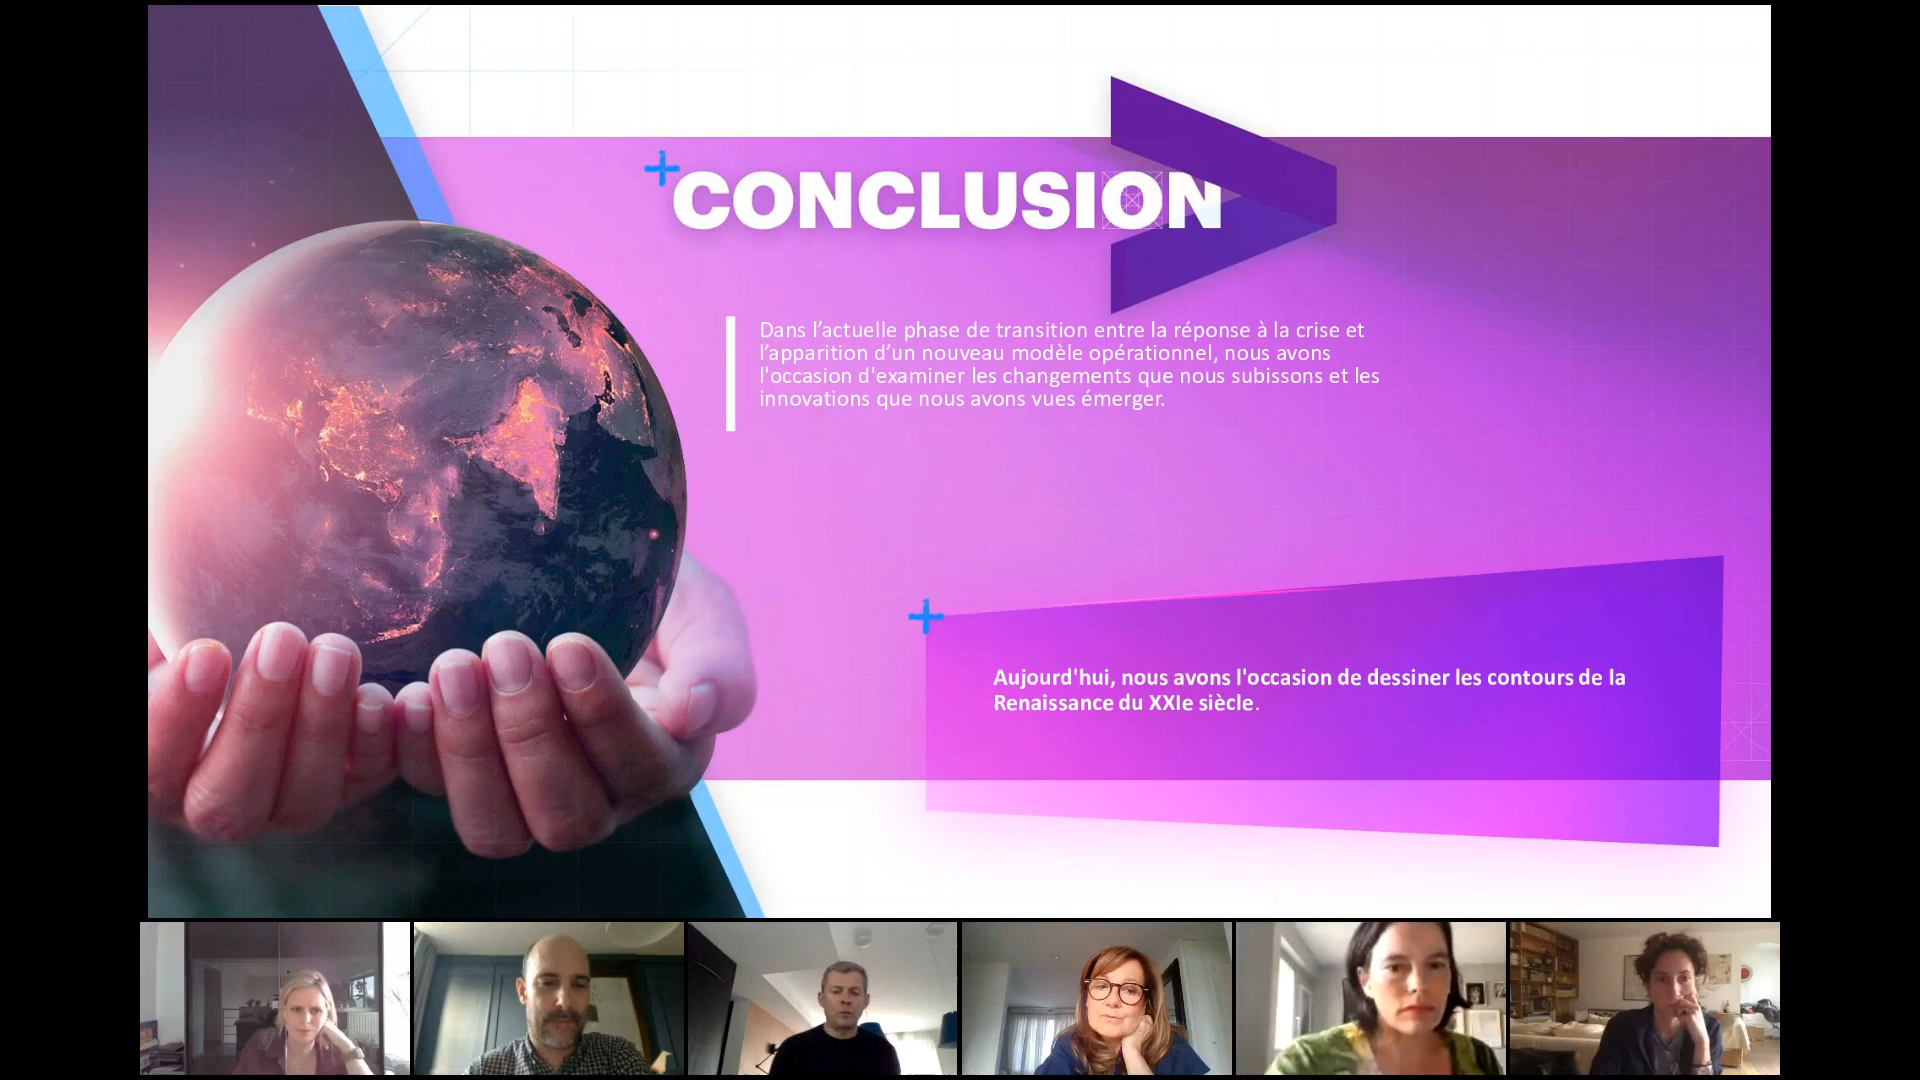 CONCLUSION
Dans l’actuelle phase de transition entre la réponse à la crise et
l’apparition d’un nouveau modèle opérationnel, nous avons
l'occasion d'examiner les changements que nous subissons et les
innovations que nous avons vues émerger.
Aujourd'hui, nous avons l'occasion de dessiner les contours de la
Renaissance du XXIe siècle.